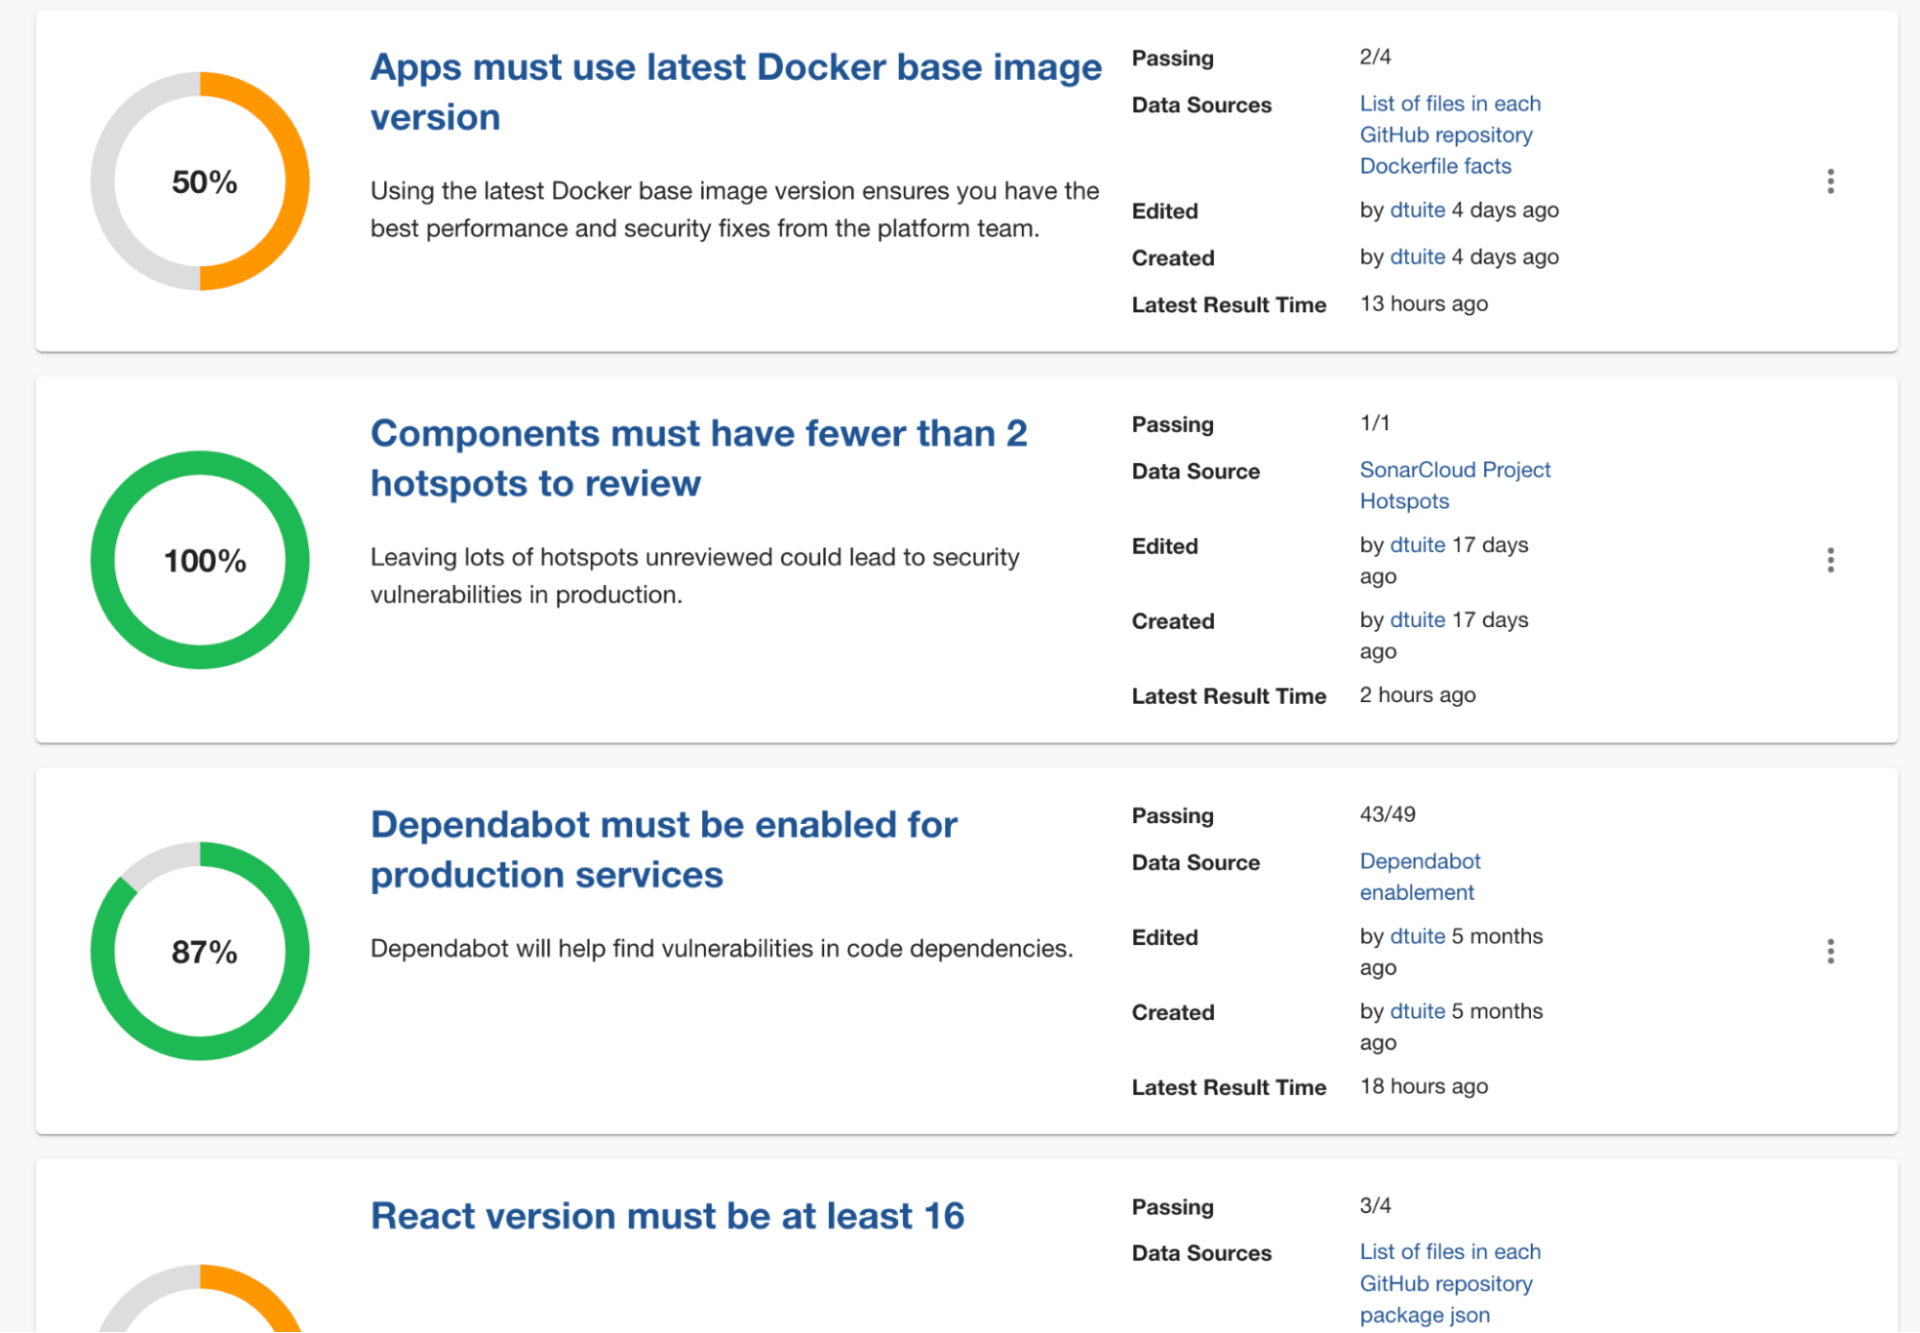 50%
Apps must use latest Docker base image
version
Using the latest Docker base image version ensures you have the
best performance and security fixes from the platform team.
Passing 2/4
Data Sources List of files in each
GitHub repository
Dockerfile facts
Edited by dtuite 4 days ago
Created by dtuite 4 days ago
Latest Result Time 13 hours ago
100%
Components must have fewer than 2
hotspots to review
Leaving lots of hotspots unreviewed could lead to security
vulnerabilities in production.
Passing 1/1
Data Source SonarCloud Project
Hotspots
Edited by dtuite 17 days
ago
Created by dtuite 17 days
ago
Latest Result Time 2 hours ago
87%
Dependabot must be enabled for
production services
Dependabot will help find vulnerabilities in code dependencies.
Passing 43/49
Data Source Dependabot
enablement
Edited by dtuite 5 months
ago
Created by dtuite 5 months
ago
Latest Result Time 18 hours ago
React version must be at least 16
Passing 3/4
Data Sources List of files in each
GitHub repository
package json